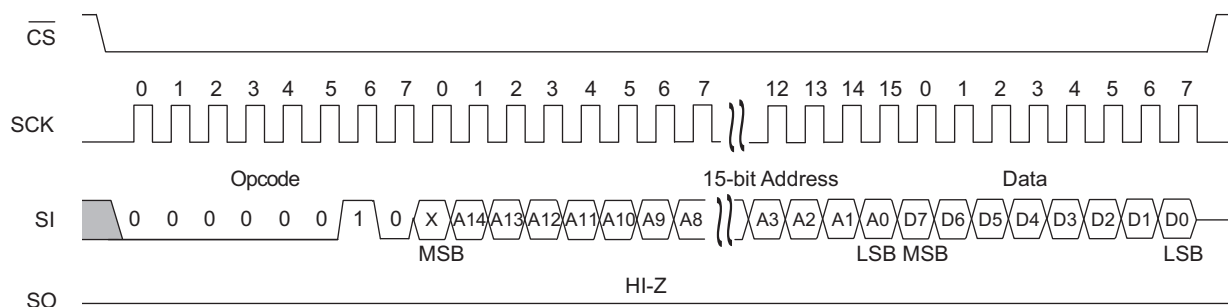 CS
0 1 2 3 4 5 6 7 0 1 2 3 4 5 6 7 12 13 14 15 0 1 2 3 4 5 6 7
SCK
Opcode 15-bit Address Data
SI 0 0 0 0 0 0 1 0 X A14 A13 A12 A11 A10 A9 A8 A3 A2 A1 A0 D7 D6 D5 D4 D3 D2 D1 D0
MSB LSB MSB LSB
HI-Z
SO